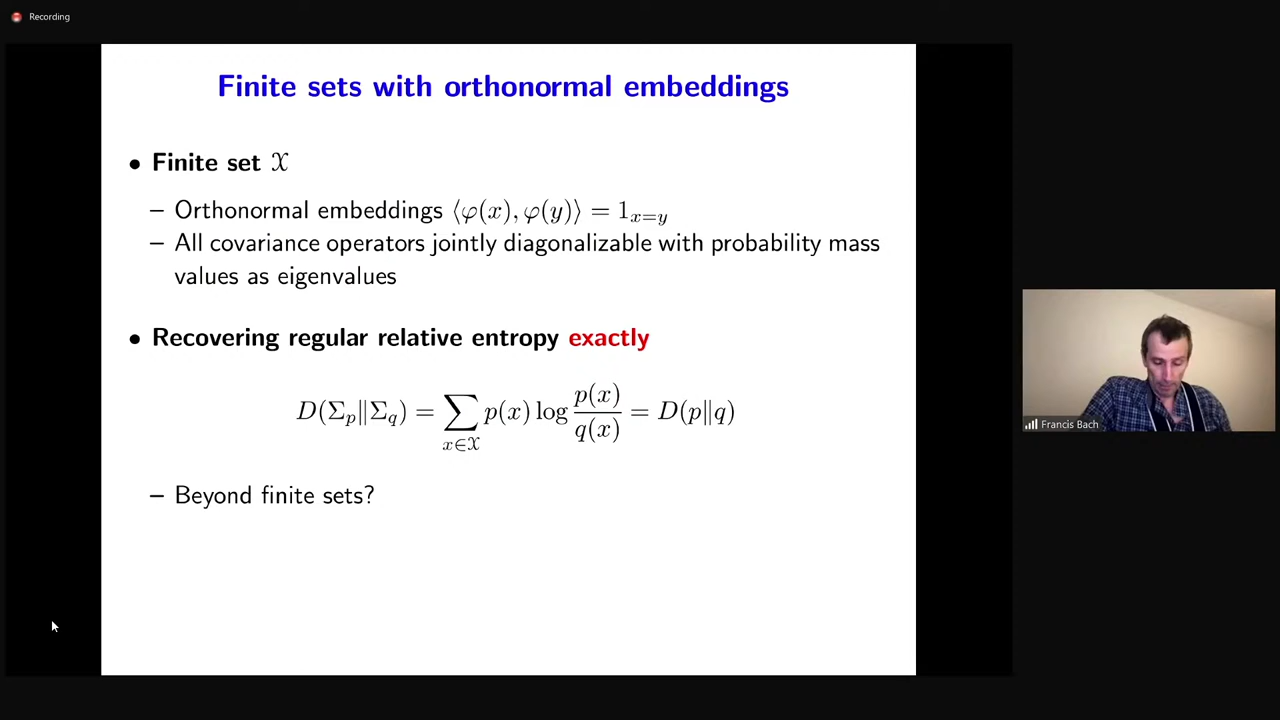 Recording
Finite sets with orthonormal embeddings
• Finite set 𝒳
– Orthonormal embeddings ⟨φ(x), φ(y)⟩ = 1_{x=y}
– All covariance operators jointly diagonalizable with probability mass
values as eigenvalues
• Recovering regular relative entropy exactly
D(Σ_p‖Σ_q) = ∑_{x∈𝒳} p(x) log p(x)/q(x) = D(p‖q)
– Beyond finite sets?
Francis Bach